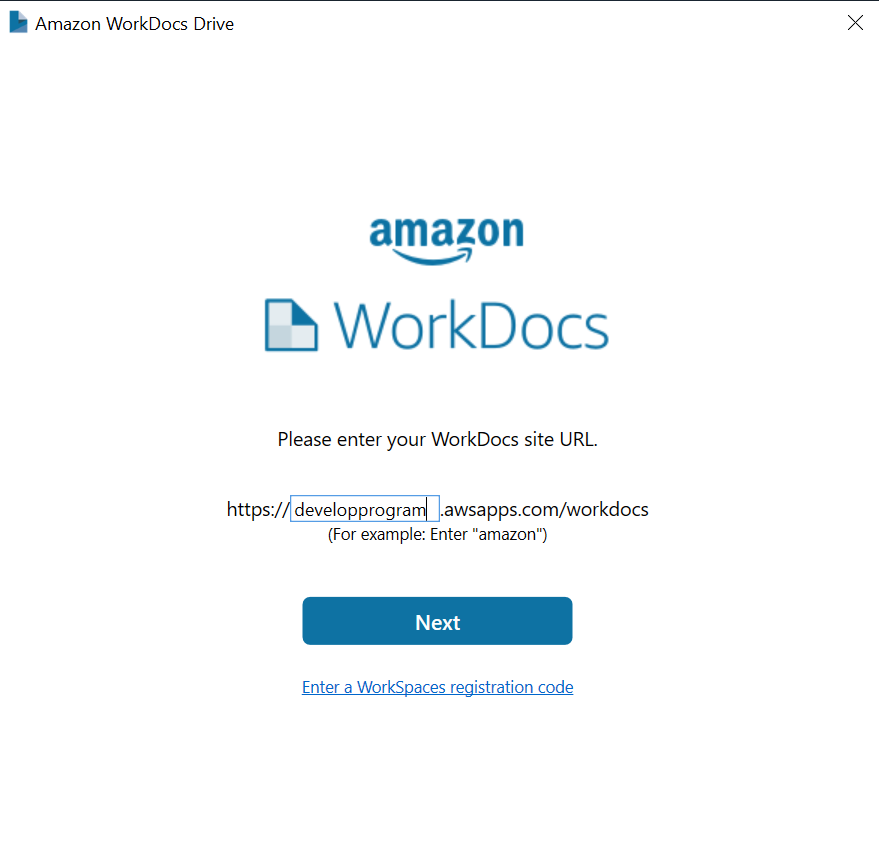 Amazon WorkDocs Drive
amazon
WorkDocs
Please enter your WorkDocs site URL.
https://developprogram.awsapps.com/workdocs
(For example: Enter "amazon")
Next
Enter a WorkSpaces registration code